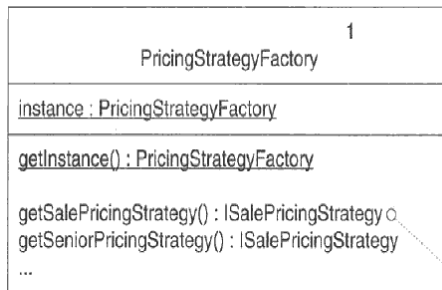 1
PricingStrategyFactory
instance : PricingStrategyFactory
getInstance() : PricingStrategyFactory
getSalePricingStrategy() : ISalePricingStrategy
getSeniorPricingStrategy() : ISalePricingStrategy
...